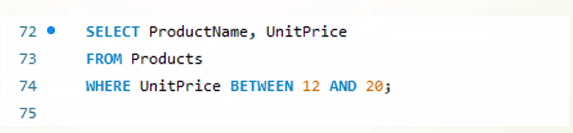 72 SELECT ProductName, UnitPrice
73 FROM Products
74 WHERE UnitPrice BETWEEN 12 AND 20;
75